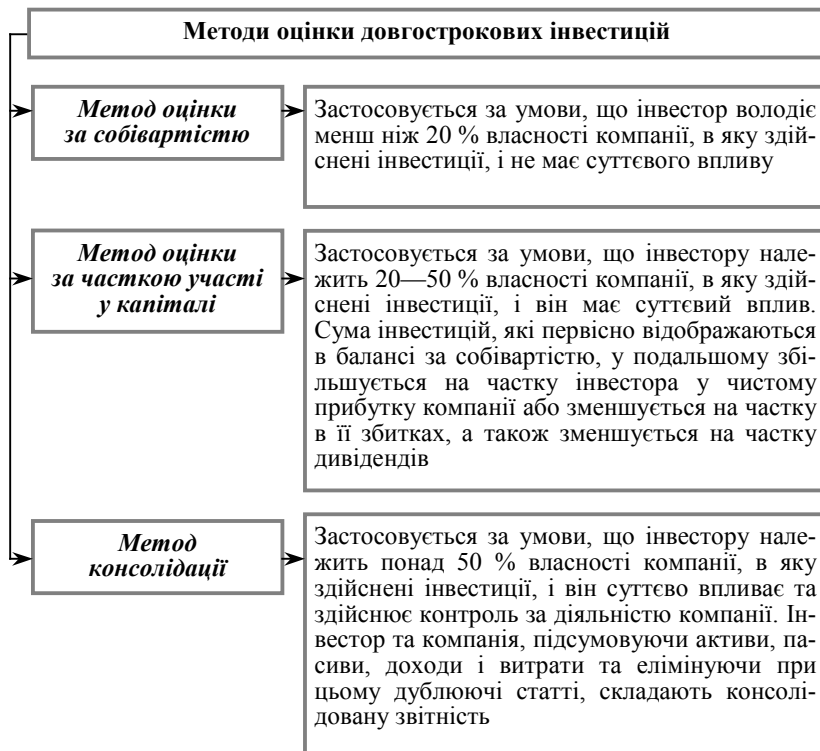 Методи оцінки довгострокових інвестицій
Метод оцінки
за собівартістю
Застосовується за умови, що інвестор володіє
менш ніж 20 % власності компанії, в яку здій-
снені інвестиції, і не має суттєвого впливу
Метод оцінки
за часткою участі
у капіталі
Застосовується за умови, що інвестору нале-
жить 20—50 % власності компанії, в яку здій-
снені інвестиції, і він має суттєвий вплив.
Сума інвестицій, які первісно відображаються
в балансі за собівартістю, у подальшому збі-
льшується на частку інвестора у чистому
прибутку компанії або зменшується на частку
в її збитках, а також зменшується на частку
дивідендів
Метод
консолідації
Застосовується за умови, що інвестору нале-
жить понад 50 % власності компанії, в яку
здійснені інвестиції, і він суттєво впливає та
здійснює контроль за діяльністю компанії. Ін-
вестор та компанія, підсумовуючи активи, па-
сиви, доходи і витрати та елімінуючи при
цьому дублюючі статті, складають консолі-
довану звітність